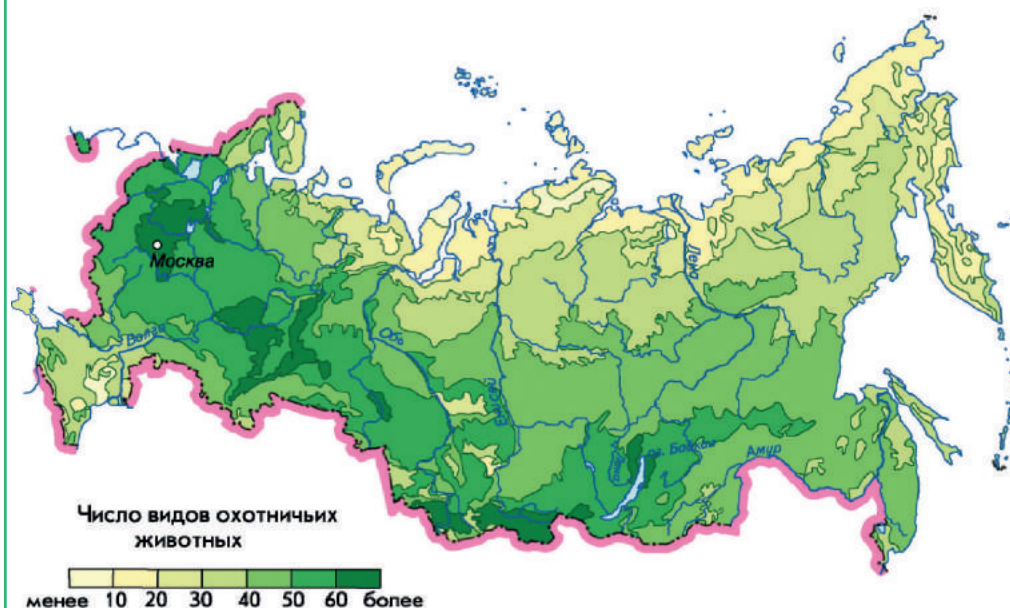 Москва
Волга
Обь
Енисей
Лена
оз. Байкал
Амур
Число видов охотничьих
животных
менее 10 20 30 40 50 60 более